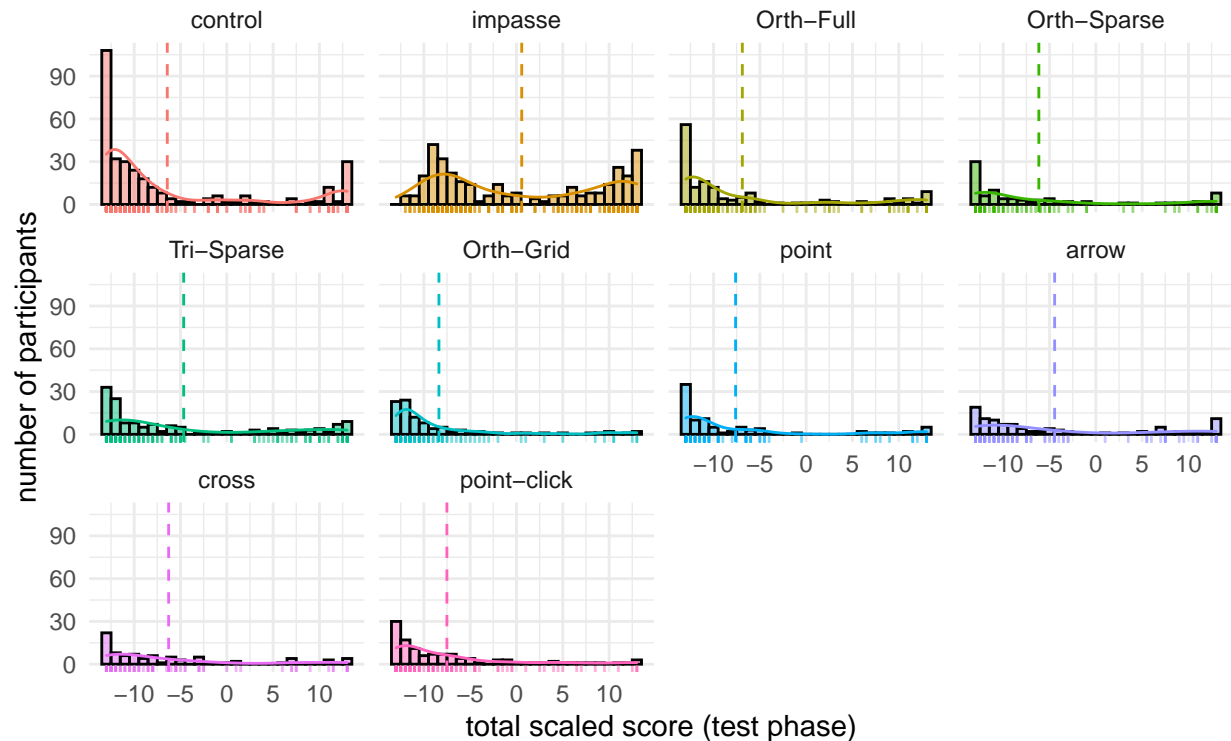 control impasse Orth−Full Orth−Sparse
90
60
30
0
Tri−Sparse Orth−Grid point arrow
90
60
30
0
−10 −5 0 5 10 −10 −5 0 5 10
cross point−click
90
60
30
0
−10 −5 0 5 10 −10 −5 0 5 10
number of participants
total scaled score (test phase)